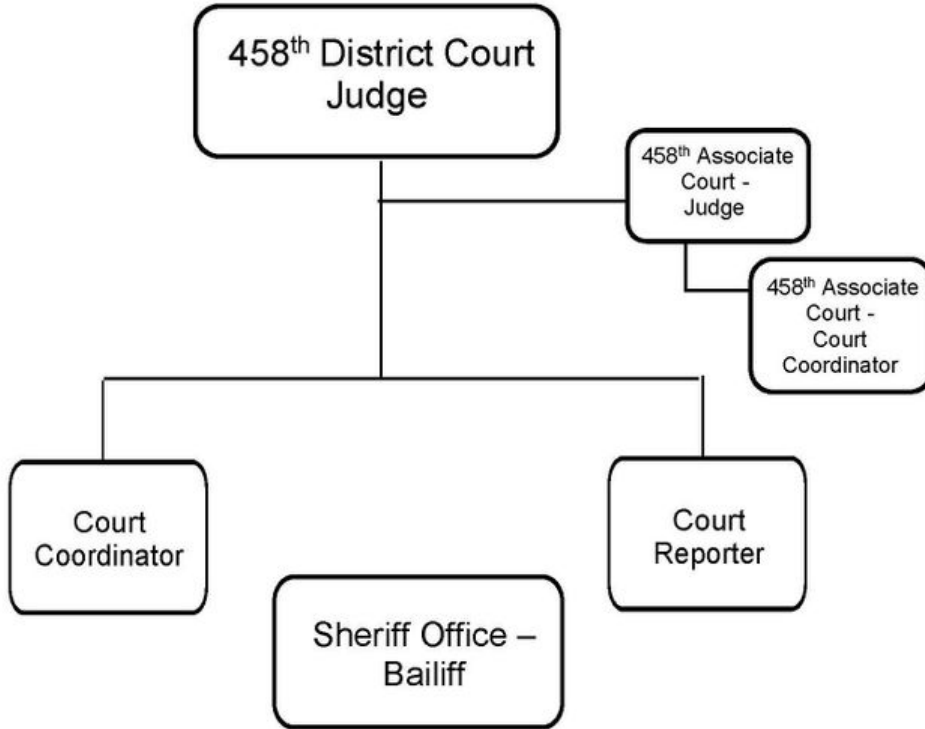 458th District Court
Judge
458th Associate
Court -
Judge
458th Associate
Court -
Court
Coordinator
Court
Coordinator
Court
Reporter
Sheriff Office –
Bailiff